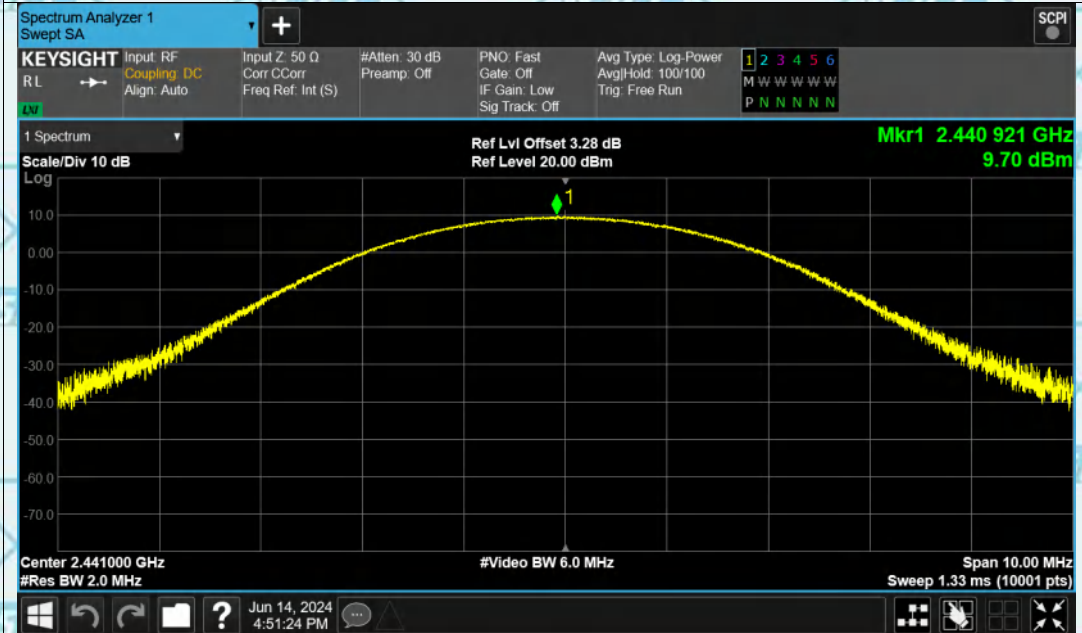 Spectrum Analyzer 1
Swept SA
+
SCPI
KEYSIGHT
RL
LXI
Input: RF
Coupling: DC
Align: Auto
Input Z: 50 Ω
Corr CCorr
Freq Ref: Int (S)
#Atten: 30 dB
Preamp: Off
PNO: Fast
Gate: Off
IF Gain: Low
Sig Track: Off
Avg Type: Log-Power
Avg|Hold: 100/100
Trig: Free Run
1 2 3 4 5 6
M W W W W W
P N N N N N
1 Spectrum
Scale/Div 10 dB
Log
Ref Lvl Offset 3.28 dB
Ref Level 20.00 dBm
Mkr1 2.440 921 GHz
9.70 dBm
1
10.0
0.00
-10.0
-20.0
-30.0
-40.0
-50.0
-60.0
-70.0
Center 2.441000 GHz
#Res BW 2.0 MHz
#Video BW 6.0 MHz
Span 10.00 MHz
Sweep 1.33 ms (10001 pts)
?
Jun 14, 2024
4:51:24 PM